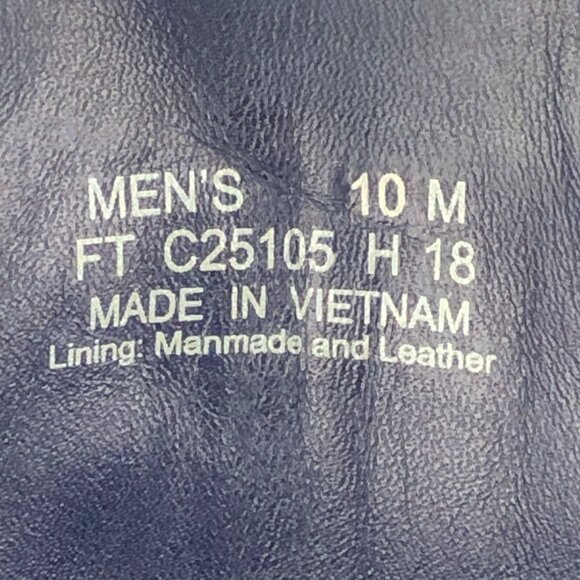 MEN'S 10 M
FT C25105 H 18
MADE IN VIETNAM
Lining: Manmade and Leather